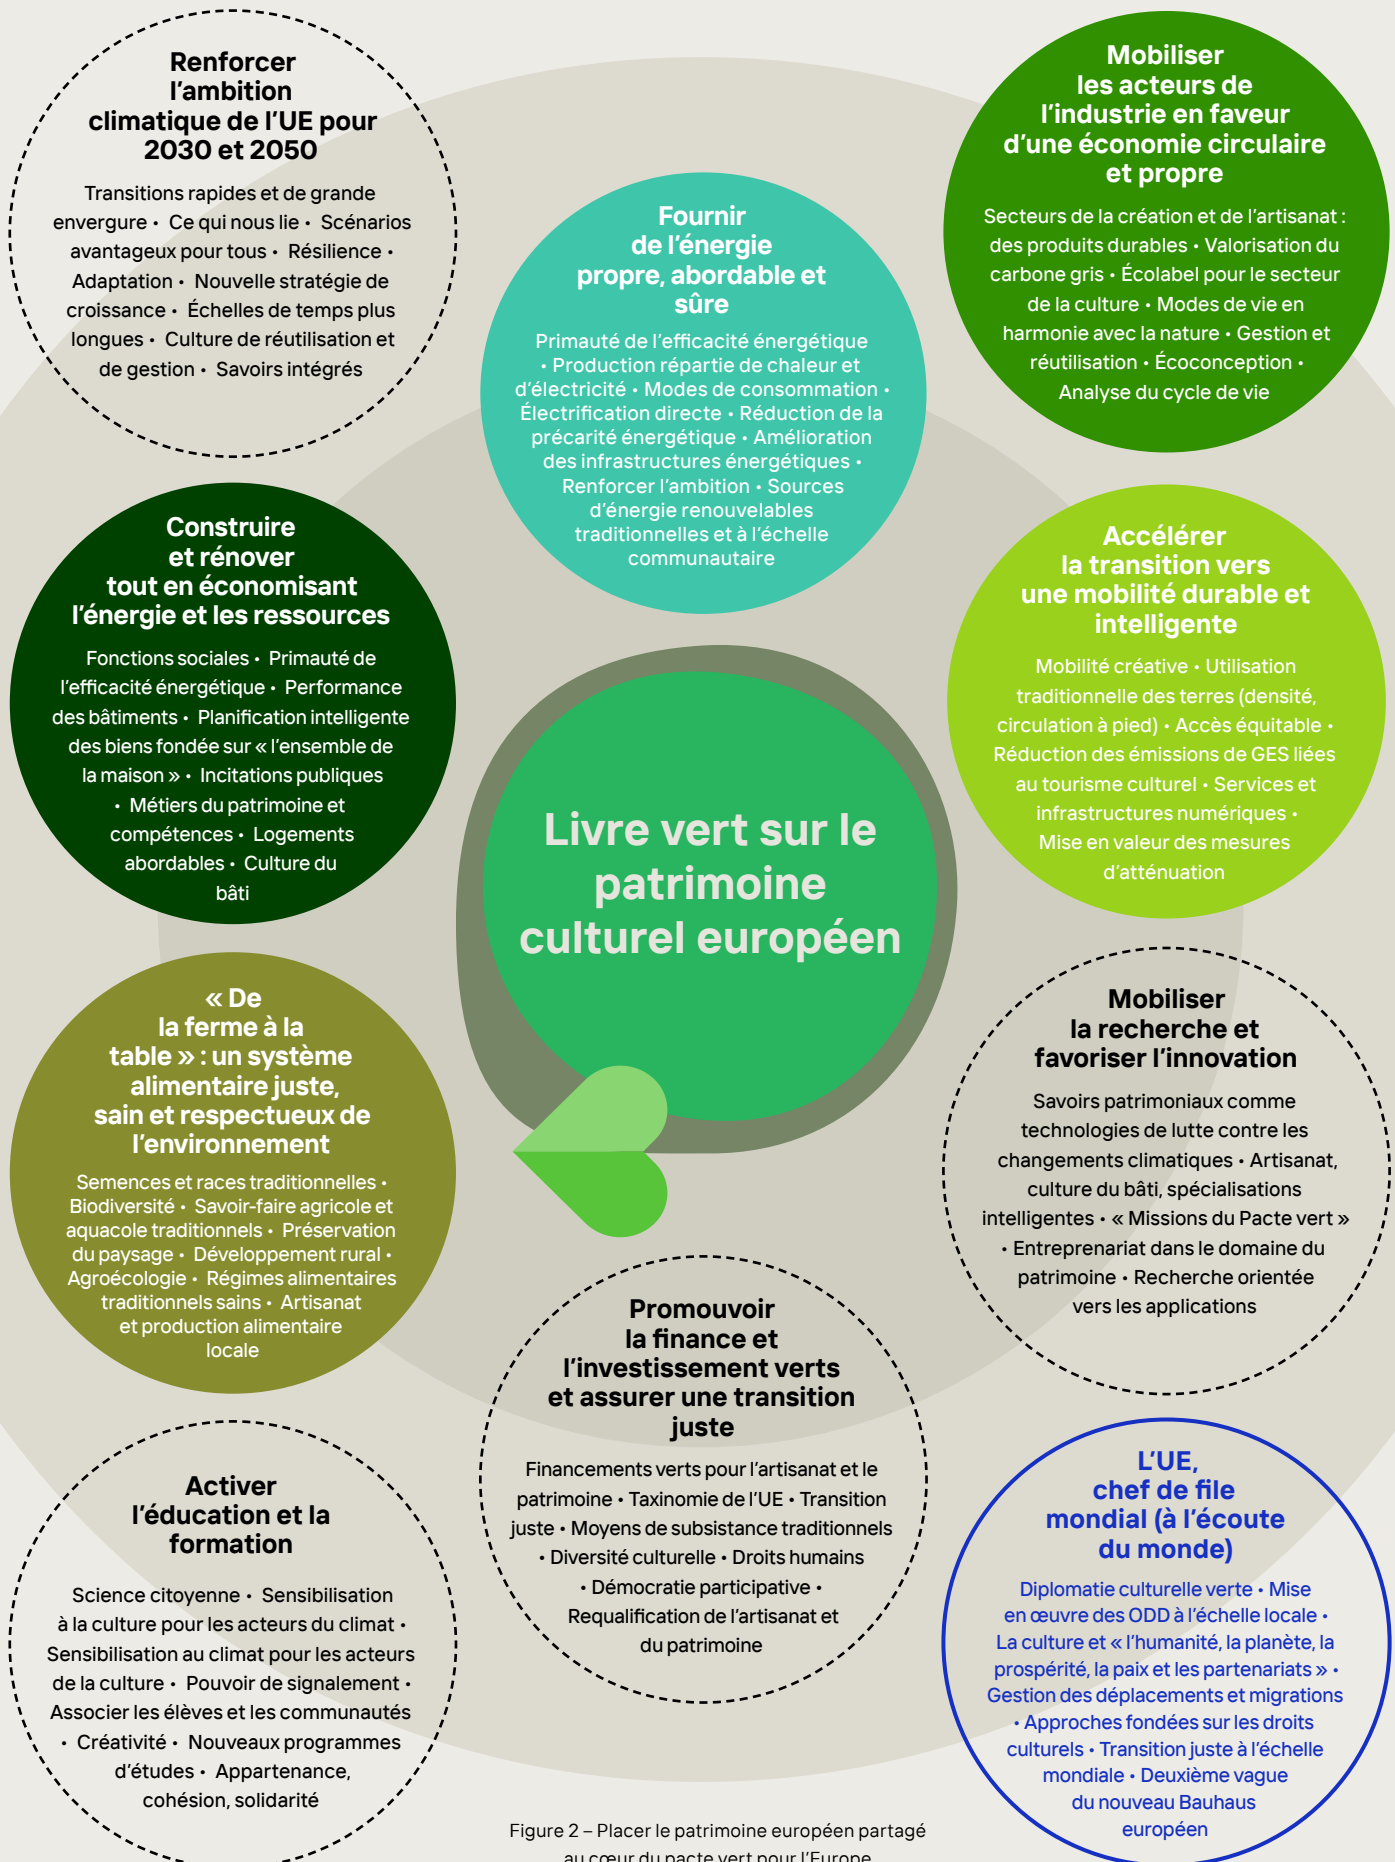 Renforcer
l’ambition
climatique de l’UE pour
2030 et 2050
Transitions rapides et de grande
envergure • Ce qui nous lie • Scénarios
avantageux pour tous • Résilience •
Adaptation • Nouvelle stratégie de
croissance • Échelles de temps plus
longues • Culture de réutilisation et
de gestion • Savoirs intégrés
Fournir
de l’énergie
propre, abordable et
sûre
Primauté de l’efficacité énergétique
• Production répartie de chaleur et
d’électricité • Modes de consommation •
Électrification directe • Réduction de la
précarité énergétique • Amélioration
des infrastructures énergétiques •
Renforcer l’ambition • Sources
d’énergie renouvelables
traditionnelles et à l’échelle
communautaire
Mobiliser
les acteurs de
l’industrie en faveur
d’une économie circulaire
et propre
Secteurs de la création et de l’artisanat :
des produits durables • Valorisation du
carbone gris • Écolabel pour le secteur
de la culture • Modes de vie en
harmonie avec la nature • Gestion et
réutilisation • Écoconception •
Analyse du cycle de vie
Construire
et rénover
tout en économisant
l’énergie et les ressources
Fonctions sociales • Primauté de
l’efficacité énergétique • Performance
des bâtiments • Planification intelligente
des biens fondée sur « l’ensemble de
la maison » • Incitations publiques
• Métiers du patrimoine et
compétences • Logements
abordables • Culture du
bâti
Accélérer
la transition vers
une mobilité durable et
intelligente
Mobilité créative • Utilisation
traditionnelle des terres (densité,
circulation à pied) • Accès équitable •
Réduction des émissions de GES liées
au tourisme culturel • Services et
infrastructures numériques •
Mise en valeur des mesures
d’atténuation
Livre vert sur le
patrimoine
culturel européen
« De
la ferme à la
table » : un système
alimentaire juste,
sain et respectueux de
l’environnement
Semences et races traditionnelles •
Biodiversité • Savoir-faire agricole et
aquacole traditionnels • Préservation
du paysage • Développement rural •
Agroécologie • Régimes alimentaires
traditionnels sains • Artisanat
et production alimentaire
locale
Mobiliser
la recherche et
favoriser l’innovation
Savoirs patrimoniaux comme
technologies de lutte contre les
changements climatiques • Artisanat,
culture du bâti, spécialisations
intelligentes • « Missions du Pacte vert »
• Entreprenariat dans le domaine du
patrimoine • Recherche orientée
vers les applications
Promouvoir
la finance et
l’investissement verts
et assurer une transition
juste
Financements verts pour l’artisanat et le
patrimoine • Taxinomie de l’UE • Transition
juste • Moyens de subsistance traditionnels
• Diversité culturelle • Droits humains
• Démocratie participative •
Requalification de l’artisanat et
du patrimoine
Activer
l’éducation et la
formation
Science citoyenne • Sensibilisation
à la culture pour les acteurs du climat •
Sensibilisation au climat pour les acteurs
de la culture • Pouvoir de signalement •
Associer les élèves et les communautés
• Créativité • Nouveaux programmes
d’études • Appartenance,
cohésion, solidarité
L’UE,
chef de file
mondial (à l’écoute
du monde)
Diplomatie culturelle verte • Mise
en œuvre des ODD à l’échelle locale •
La culture et « l’humanité, la planète, la
prospérité, la paix et les partenariats » •
Gestion des déplacements et migrations
• Approches fondées sur les droits
culturels • Transition juste à l’échelle
mondiale • Deuxième vague
du nouveau Bauhaus
européen
Figure 2 – Placer le patrimoine européen partagé
au cœur du pacte vert pour l’Europe